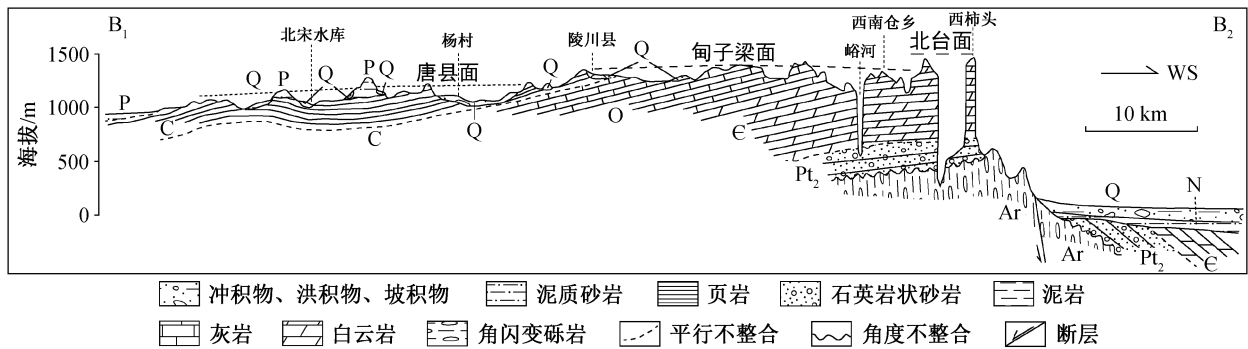 B₁
B₂
北宋水库
杨村
陵川县
西南仓乡
西柿头
峪河
北台面
甸子梁面
唐县面
Q
P
Q
P
Q
Q
Q
Q
P
C
C
O
Є
Pt₂
Ar
Q
N
Ar
Pt₂
Є
海拔/m
1500
1000
500
0
WS
10 km
冲积物、洪积物、坡积物
泥质砂岩
页岩
石英岩状砂岩
泥岩
灰岩
白云岩
角闪变砾岩
平行不整合
角度不整合
断层